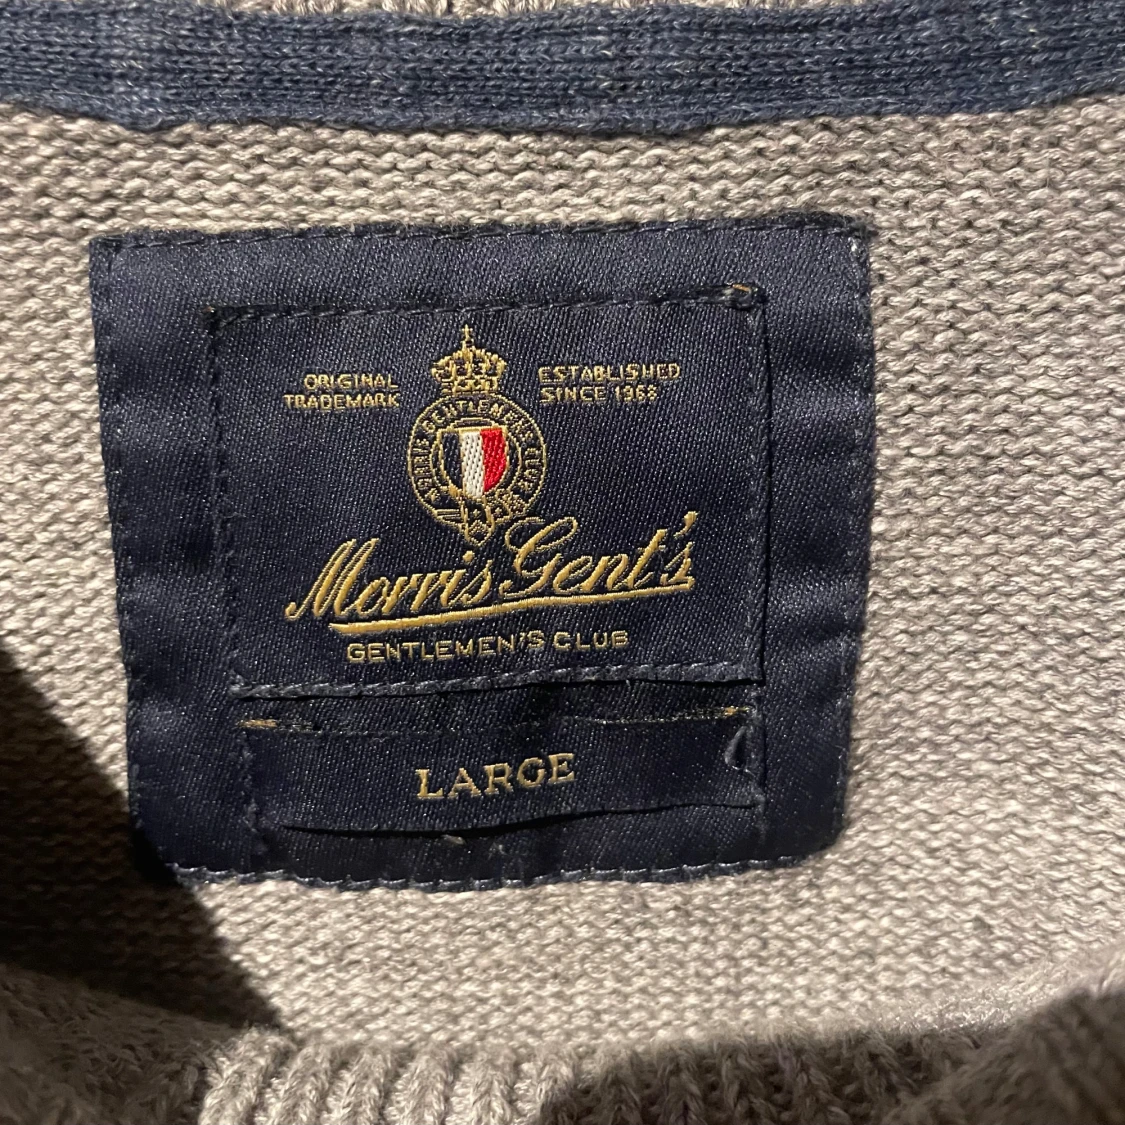 ORIGINAL
TRADEMARK
ESTABLISHED
SINCE 1968
Morris Gent's
GENTLEMEN'S CLUB
LARGE